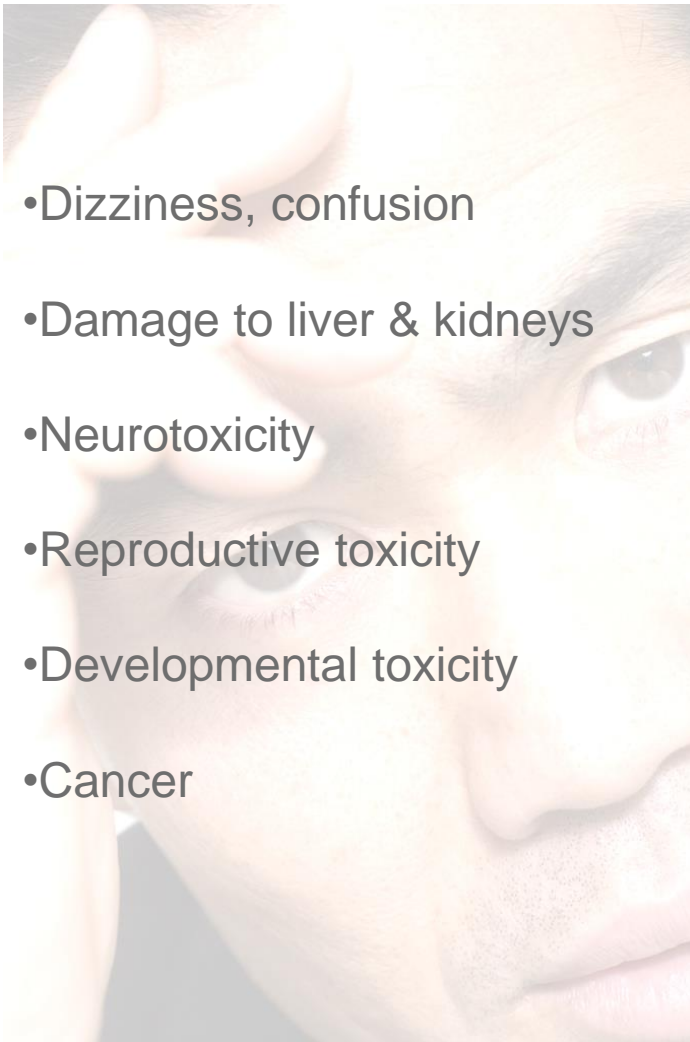 •Dizziness, confusion
•Damage to liver & kidneys
•Neurotoxicity
•Reproductive toxicity
•Developmental toxicity
•Cancer